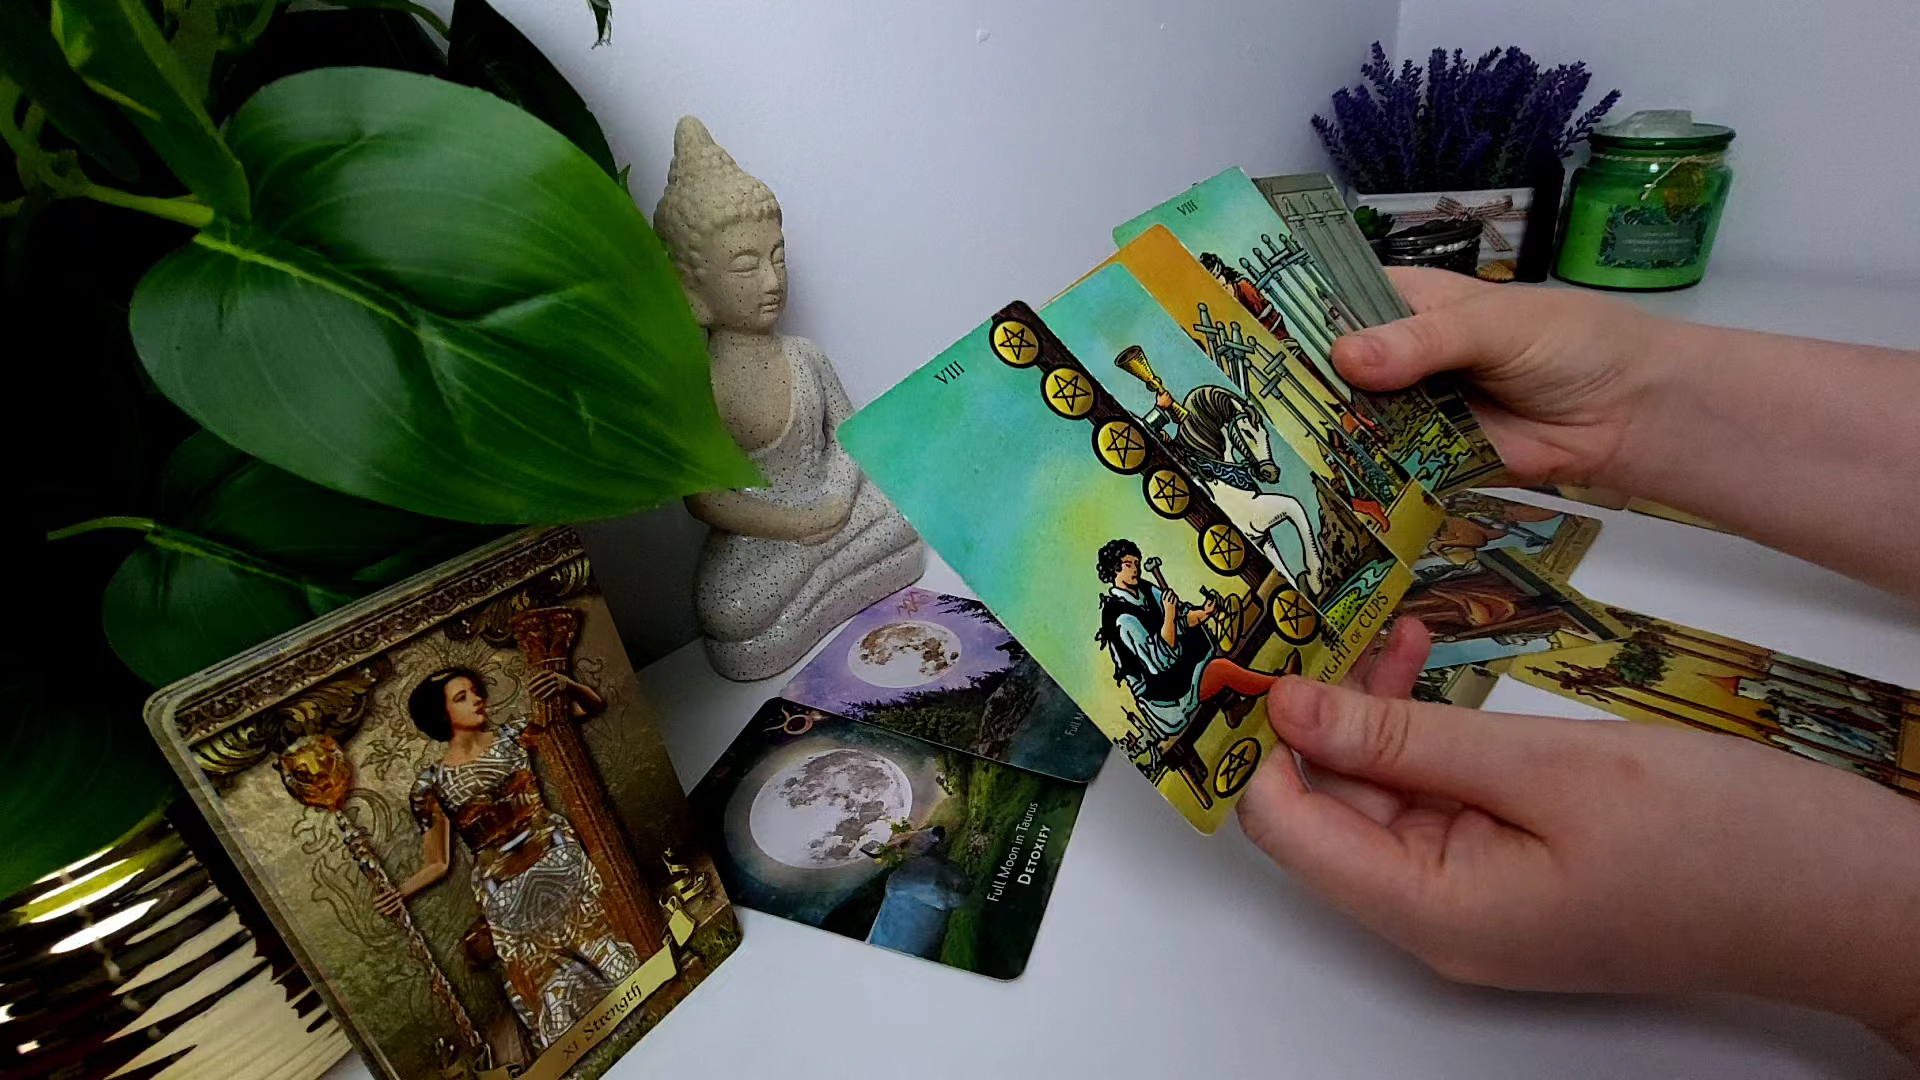 VIII
VIII
KNIGHT OF CUPS
Full Moon in Taurus
DETOXIFY
XI Strength